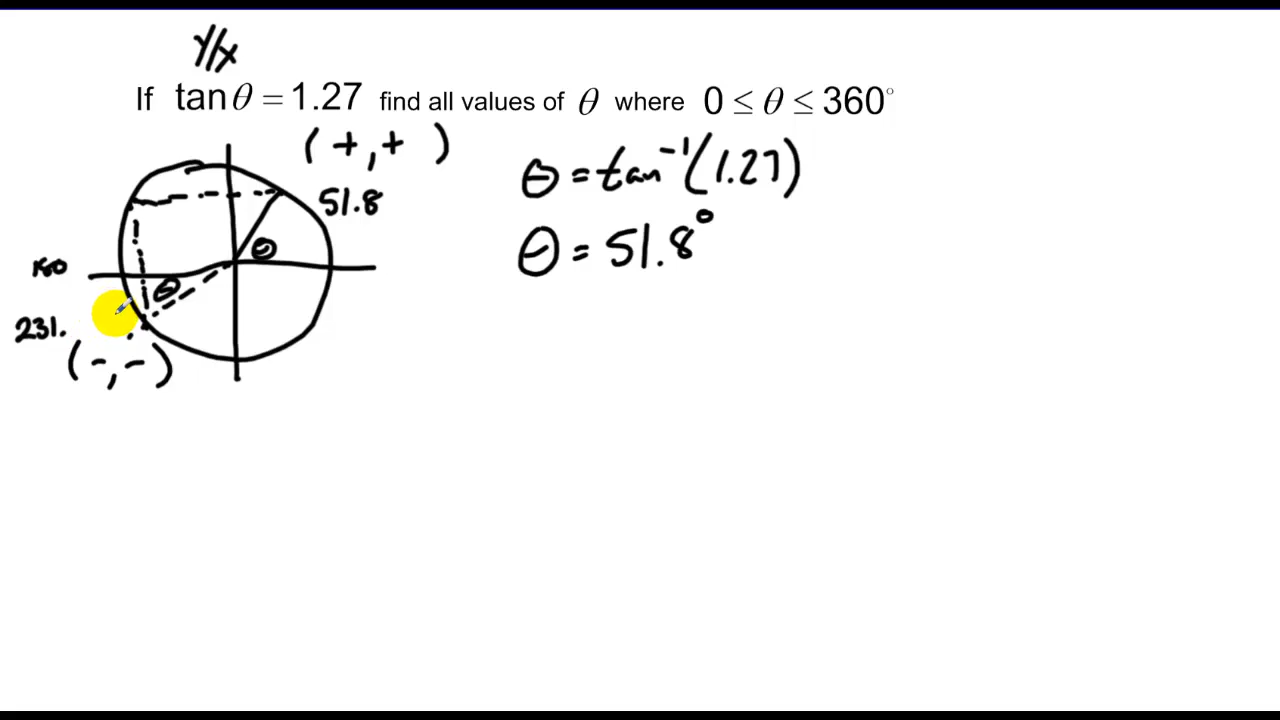 Y/x
If tanθ = 1.27 find all values of θ where 0 ≤ θ ≤ 360°
(+,+)
θ = tan⁻¹(1.27)
51.8
θ = 51.8°
θ
180
θ
231.
(-,-)